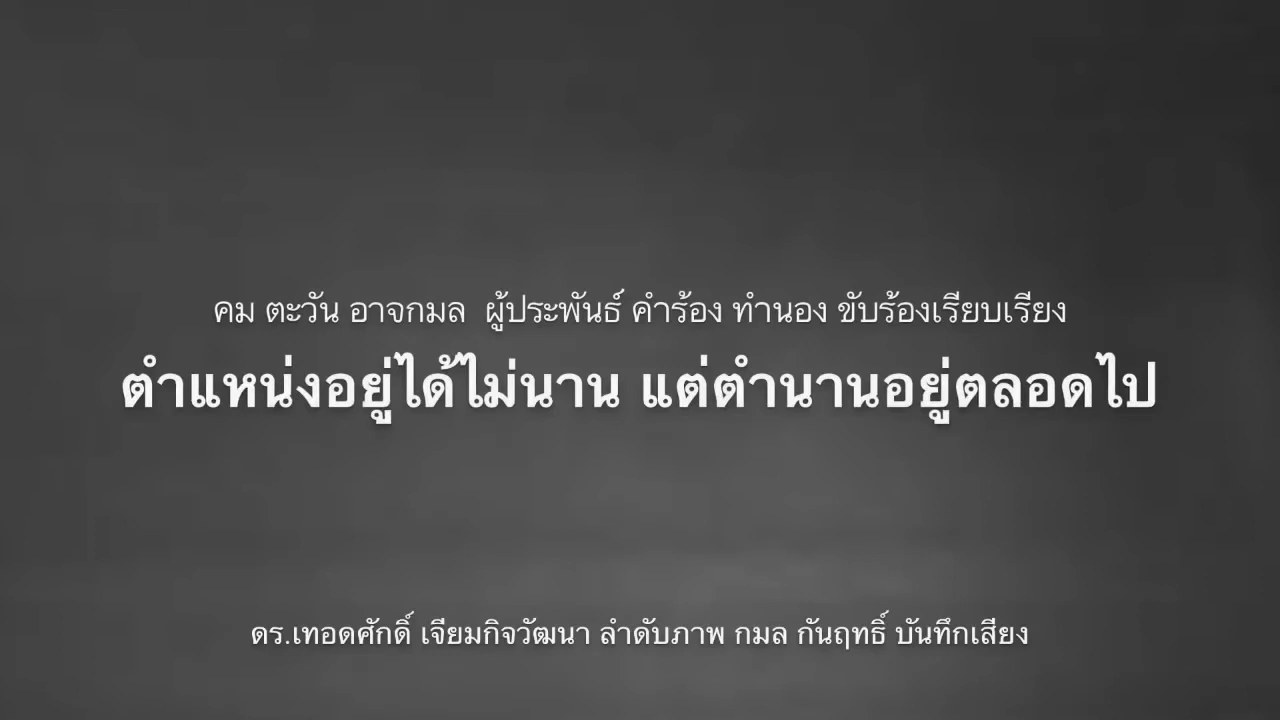 คม ตะวัน อาจกมล  ผู้ประพันธ์ คำร้อง ทำนอง ขับร้องเรียบเรียง
ตำแหน่งอยู่ได้ไม่นาน แต่ตำนานอยู่ตลอดไป
ดร.เทอดศักดิ์ เจียมกิจวัฒนา ลำดับภาพ กมล กันฤทธิ์ บันทึกเสียง